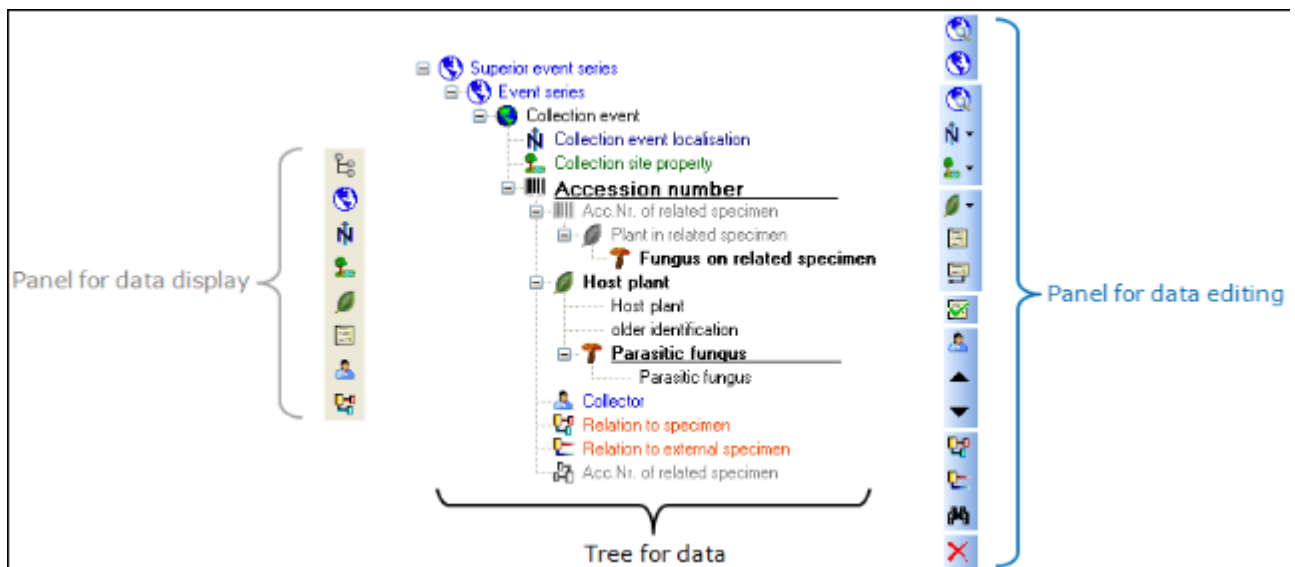 Superior event series
Event series
Collection event
Collection event localisation
Collection site property
Accession number
Acc.Nr. of related specimen
Plant in related specimen
Fungus on related specimen
Host plant
Host plant
older identification
Parasitic fungus
Parasitic fungus
Collector
Relation to specimen
Relation to external specimen
Acc.Nr. of related specimen
Panel for data display
Panel for data editing
Tree for data